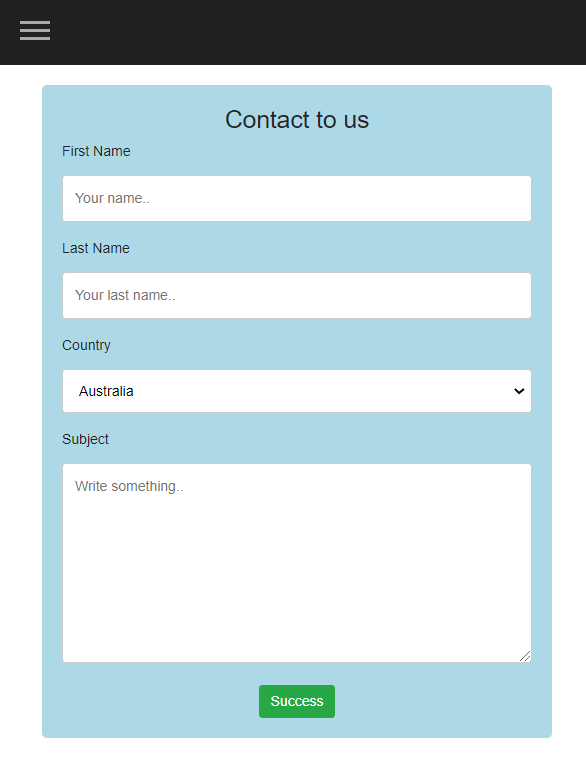 Contact to us
First Name
Your name..
Last Name
Your last name..
Country
Australia
Subject
Write something..
Success